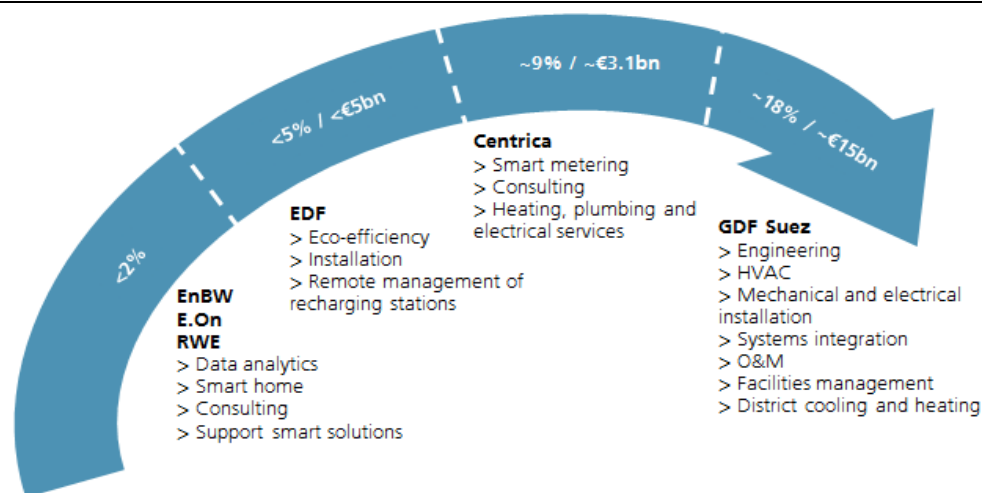 <2%
EnBW
E.On
RWE
> Data analytics
> Smart home
> Consulting
> Support smart solutions
<5% / <€5bn
EDF
> Eco-efficiency
> Installation
> Remote management of
recharging stations
~9% / ~€3.1bn
Centrica
> Smart metering
> Consulting
> Heating, plumbing and
electrical services
~18% / ~€15bn
GDF Suez
> Engineering
> HVAC
> Mechanical and electrical
installation
> Systems integration
> O&M
> Facilities management
> District cooling and heating